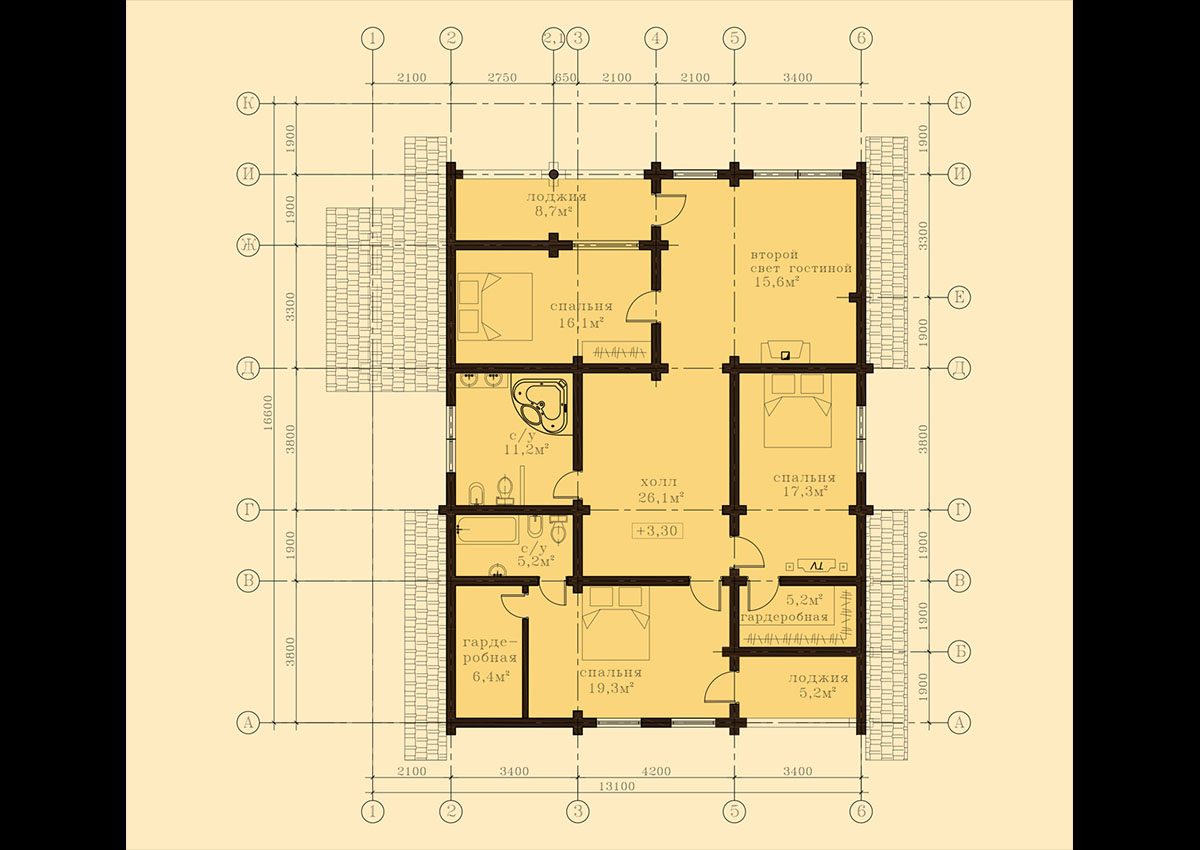 1 2 2,1 3 4 5 6
2100 2750 650 2100 2100 3400
К К
1900 1900
И И
лоджия
8,7м²
1900 3300
Ж
второй
свет гостиной
15,6м²
Е
3300
спальня
16,1м²
1900
Д Д
16600
3800 3800
с/у
11,2м²
спальня
17,3м²
холл
26,1м²
Г Г
+3,30
1900 1900
с/у
5,2м²
TV
В В
5,2м²
гардеробная
1900
гарде-
робная
6,4м²
3800
Б
спальня
19,3м²
лоджия
5,2м²
1900
А А
2100 3400 4200 3400
13100
1 2 3 5 6